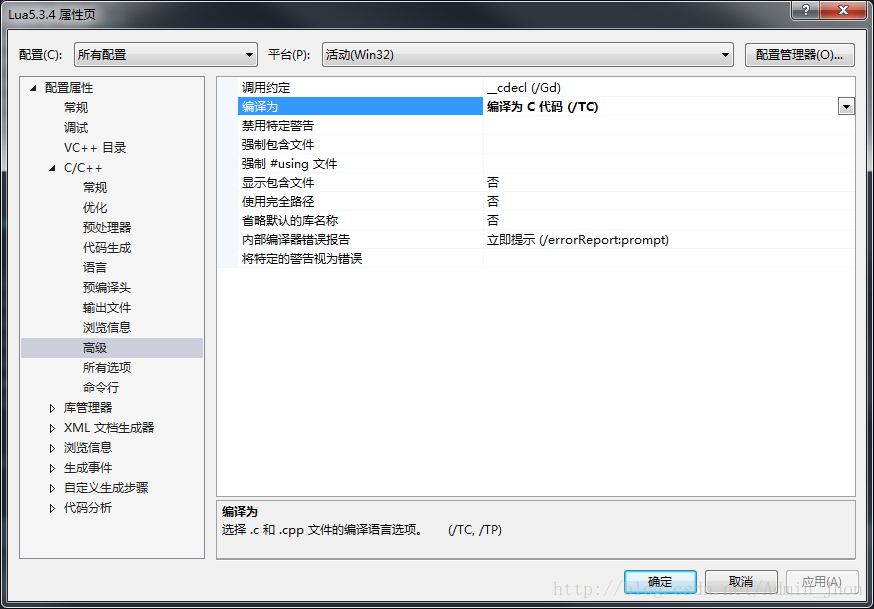 Lua5.3.4 属性页
配置(C): 所有配置 平台(P): 活动(Win32) 配置管理器(O)...
配置属性
常规
调试
VC++ 目录
C/C++
常规
优化
预处理器
代码生成
语言
预编译头
输出文件
浏览信息
高级
所有选项
命令行
库管理器
XML 文档生成器
浏览信息
生成事件
自定义生成步骤
代码分析
调用约定 __cdecl (/Gd)
编译为 编译为 C 代码 (/TC)
禁用特定警告
强制包含文件
强制 #using 文件
显示包含文件 否
使用完全路径 否
省略默认的库名称 否
内部编译器错误报告 立即提示 (/errorReport:prompt)
将特定的警告视为错误
编译为
选择 .c 和 .cpp 文件的编译语言选项。 (/TC, /TP)
确定 取消 应用(A)